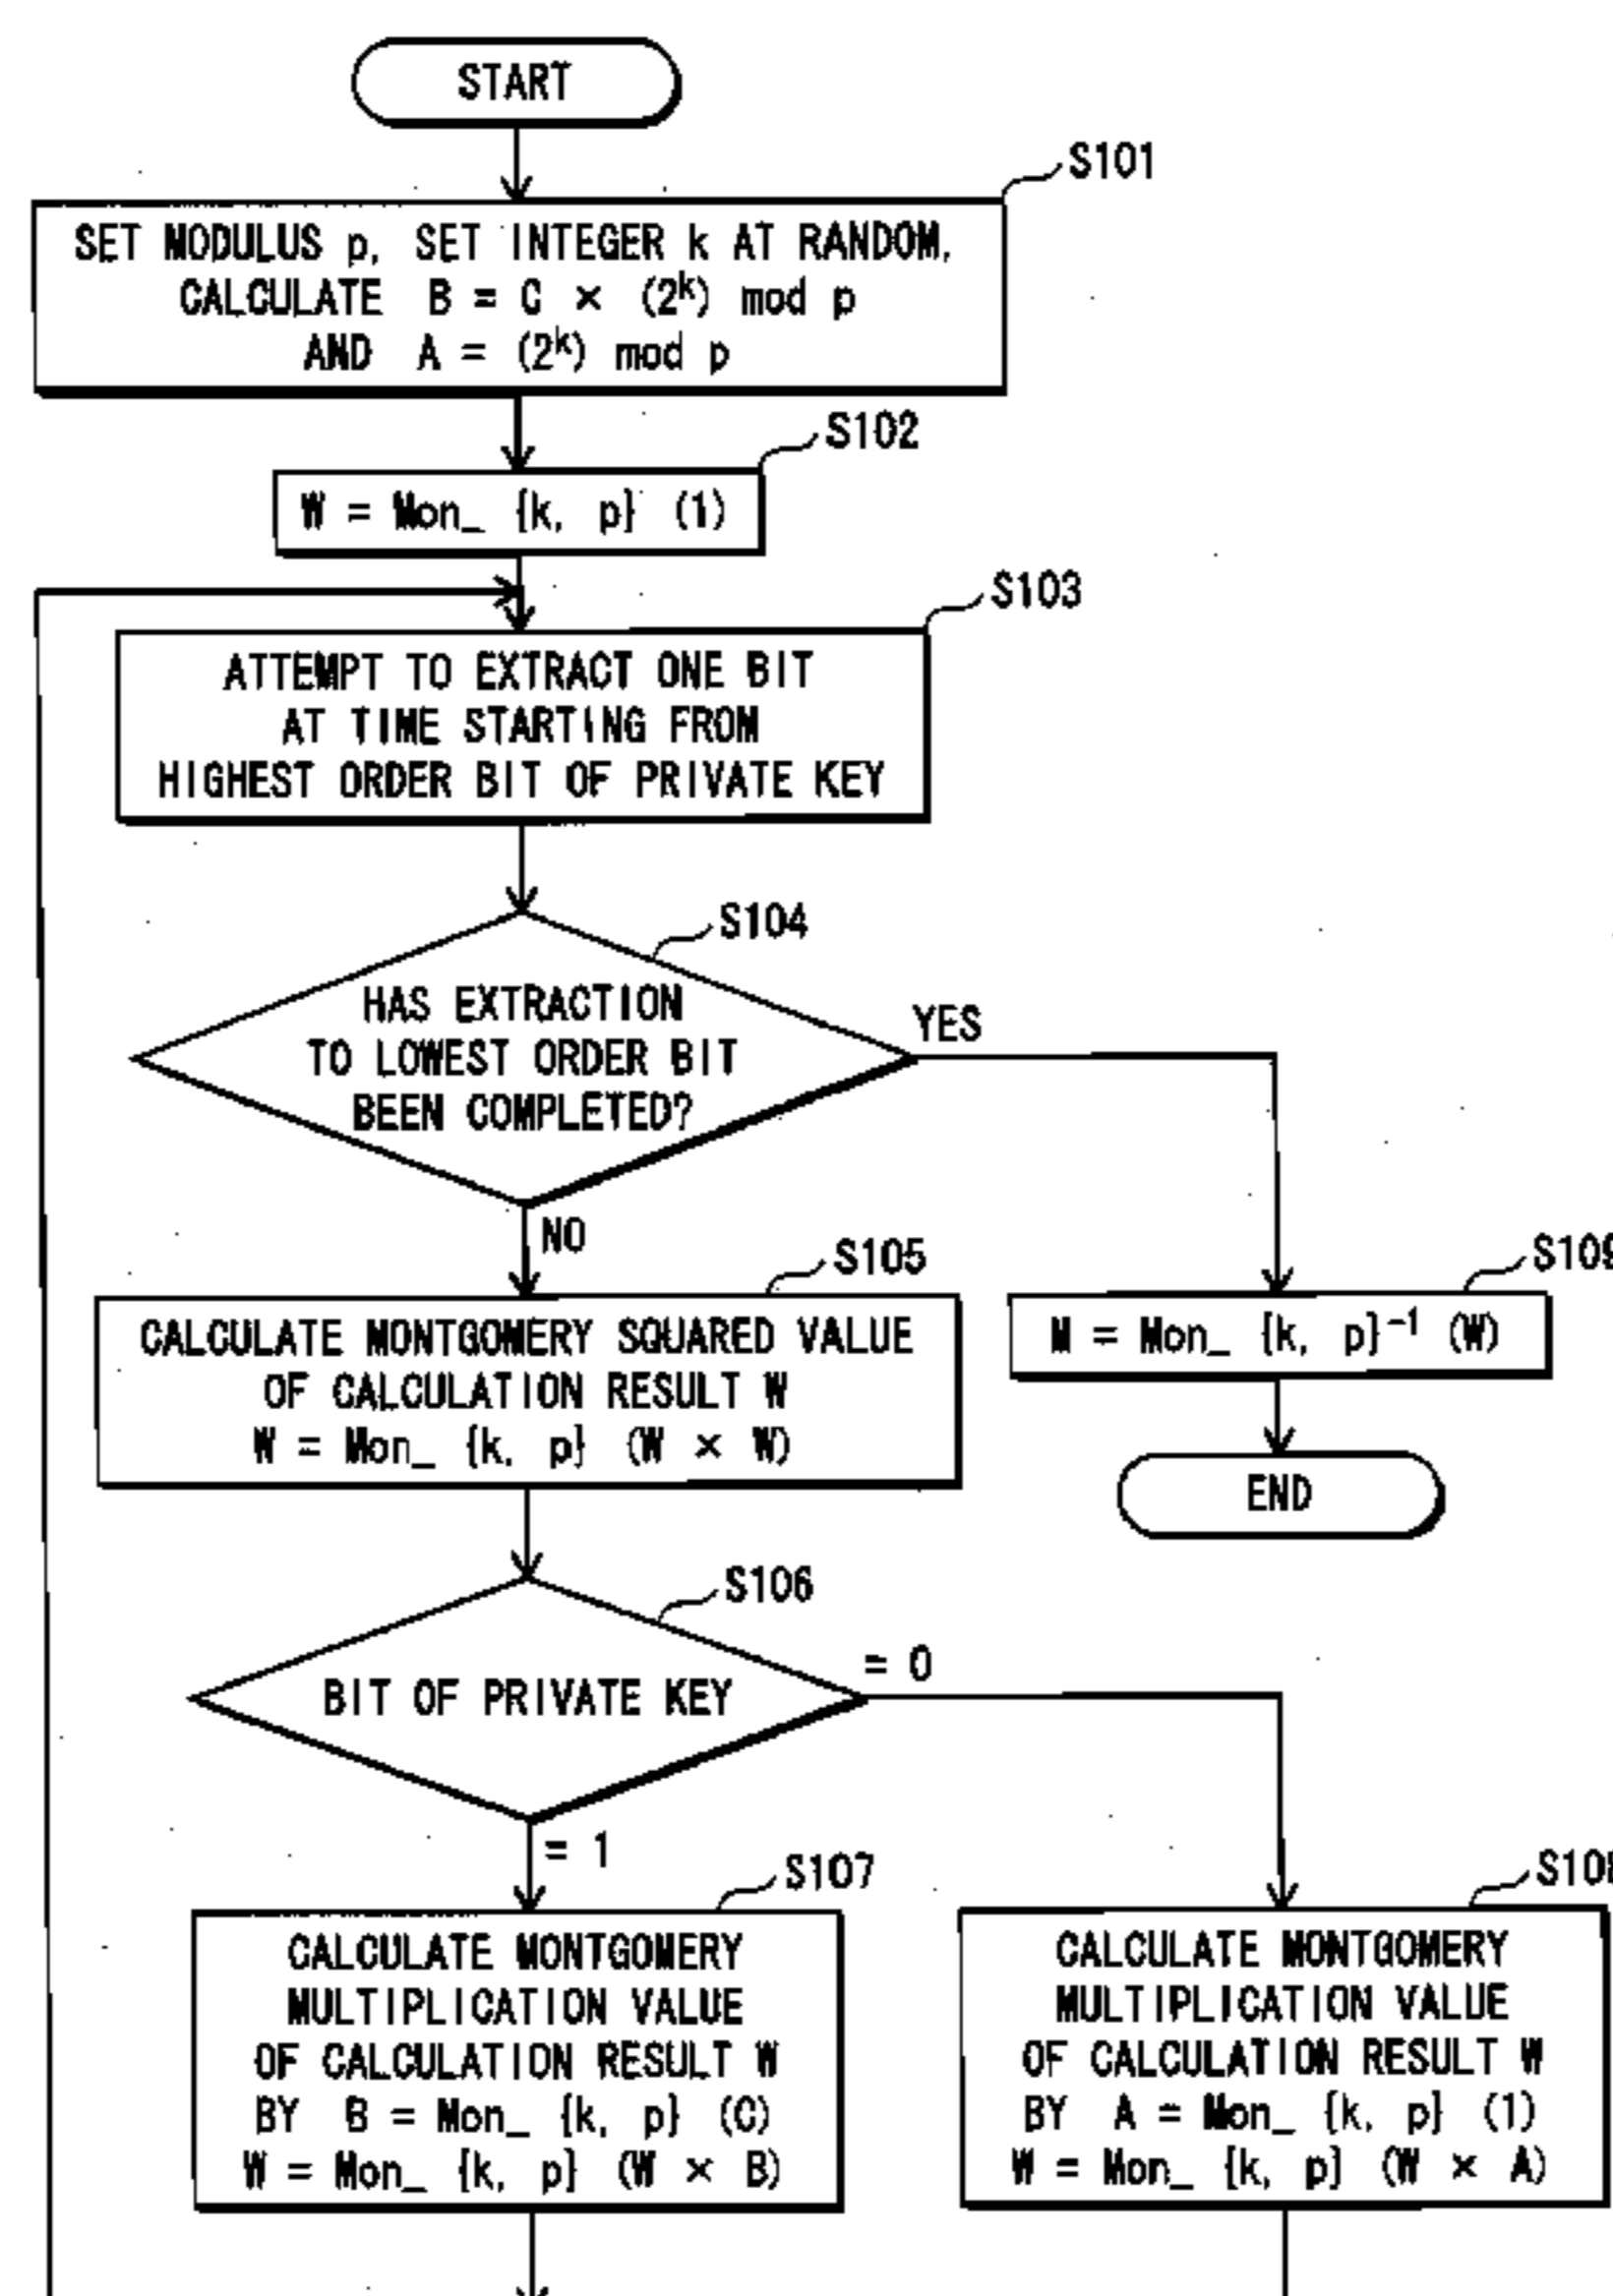 START
S101
SET MODULUS p, SET INTEGER k AT RANDOM,
CALCULATE B = C × (2^k) mod p
AND A = (2^k) mod p
S102
W = Mon_ {k, p} (1)
S103
ATTEMPT TO EXTRACT ONE BIT
AT TIME STARTING FROM
HIGHEST ORDER BIT OF PRIVATE KEY
S104
HAS EXTRACTION
TO LOWEST ORDER BIT
BEEN COMPLETED?
YES
NO
S105
CALCULATE MONTGOMERY SQUARED VALUE
OF CALCULATION RESULT W
W = Mon_ {k, p} (W × W)
S109
M = Mon_ {k, p}^-1 (W)
END
S106
BIT OF PRIVATE KEY
= 0
= 1
S107
CALCULATE MONTGOMERY
MULTIPLICATION VALUE
OF CALCULATION RESULT W
BY B = Mon_ {k, p} (C)
W = Mon_ {k, p} (W × B)
S108
CALCULATE MONTGOMERY
MULTIPLICATION VALUE
OF CALCULATION RESULT W
BY A = Mon_ {k, p} (1)
W = Mon_ {k, p} (W × A)